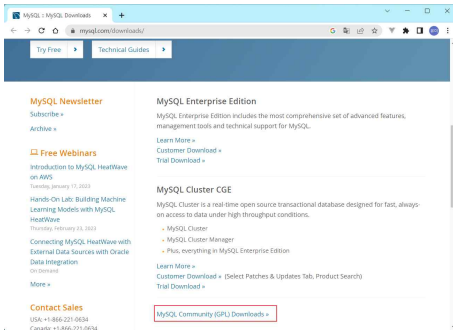 MySQL :: MySQL Downloads
mysql.com/downloads/
Try Free
Technical Guides
MySQL Newsletter
Subscribe »
Archive »
Free Webinars
Introduction to MySQL HeatWave
on AWS
Tuesday, January 17, 2023
Hands-On Lab: Building Machine
Learning Models with MySQL
HeatWave
Thursday, February 23, 2023
Connecting MySQL HeatWave with
External Data Sources with Oracle
Data Integration
On Demand
More »
Contact Sales
USA: +1-866-221-0634
Canada: +1-866-221-0634
MySQL Enterprise Edition
MySQL Enterprise Edition includes the most comprehensive set of advanced features,
management tools and technical support for MySQL.
Learn More »
Customer Download »
Trial Download »
MySQL Cluster CGE
MySQL Cluster is a real-time open source transactional database designed for fast, always-
on access to data under high throughput conditions.
MySQL Cluster
MySQL Cluster Manager
Plus, everything in MySQL Enterprise Edition
Learn More »
Customer Download » (Select Patches & Updates Tab, Product Search)
Trial Download »
MySQL Community (GPL) Downloads »